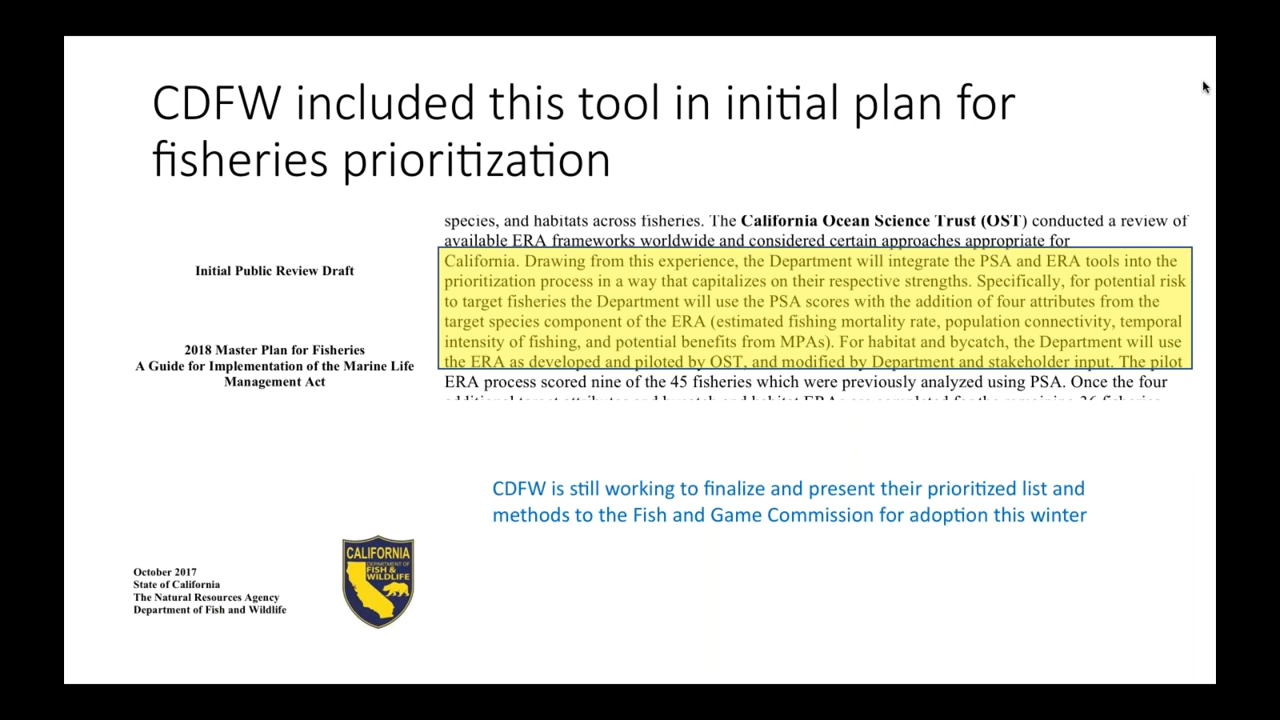 CDFW included this tool in initial plan for
fisheries prioritization
species, and habitats across fisheries. The California Ocean Science Trust (OST) conducted a review of
available ERA frameworks worldwide and considered certain approaches appropriate for
California. Drawing from this experience, the Department will integrate the PSA and ERA tools into the
prioritization process in a way that capitalizes on their respective strengths. Specifically, for potential risk
to target fisheries the Department will use the PSA scores with the addition of four attributes from the
target species component of the ERA (estimated fishing mortality rate, population connectivity, temporal
intensity of fishing, and potential benefits from MPAs). For habitat and bycatch, the Department will use
the ERA as developed and piloted by OST, and modified by Department and stakeholder input. The pilot
ERA process scored nine of the 45 fisheries which were previously analyzed using PSA. Once the four
Initial Public Review Draft
2018 Master Plan for Fisheries
A Guide for Implementation of the Marine Life
Management Act
CDFW is still working to finalize and present their prioritized list and
methods to the Fish and Game Commission for adoption this winter
October 2017
State of California
The Natural Resources Agency
Department of Fish and Wildlife
CALIFORNIA
DEPARTMENT OF
FISH &
WILDLIFE